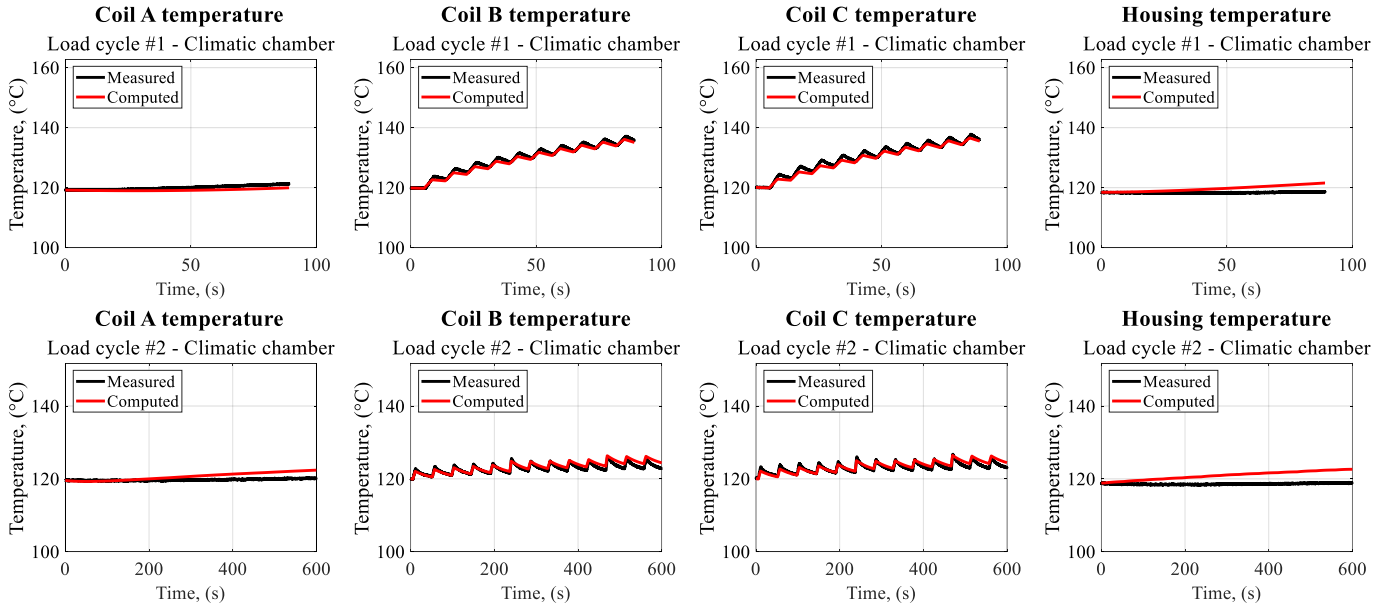 Coil A temperature
Load cycle #1 - Climatic chamber
Measured
Computed
160
140
120
100
0
50
100
Temperature, (°C)
Time, (s)
Coil B temperature
Load cycle #1 - Climatic chamber
Measured
Computed
160
140
120
100
0
50
100
Temperature, (°C)
Time, (s)
Coil C temperature
Load cycle #1 - Climatic chamber
Measured
Computed
160
140
120
100
0
50
100
Temperature, (°C)
Time, (s)
Housing temperature
Load cycle #1 - Climatic chamber
Measured
Computed
160
140
120
100
0
50
100
Temperature, (°C)
Time, (s)
Coil A temperature
Load cycle #2 - Climatic chamber
Measured
Computed
140
120
100
0
200
400
600
Temperature, (°C)
Time, (s)
Coil B temperature
Load cycle #2 - Climatic chamber
Measured
Computed
140
120
100
0
200
400
600
Temperature, (°C)
Time, (s)
Coil C temperature
Load cycle #2 - Climatic chamber
Measured
Computed
140
120
100
0
200
400
600
Temperature, (°C)
Time, (s)
Housing temperature
Load cycle #2 - Climatic chamber
Measured
Computed
140
120
100
0
200
400
600
Temperature, (°C)
Time, (s)